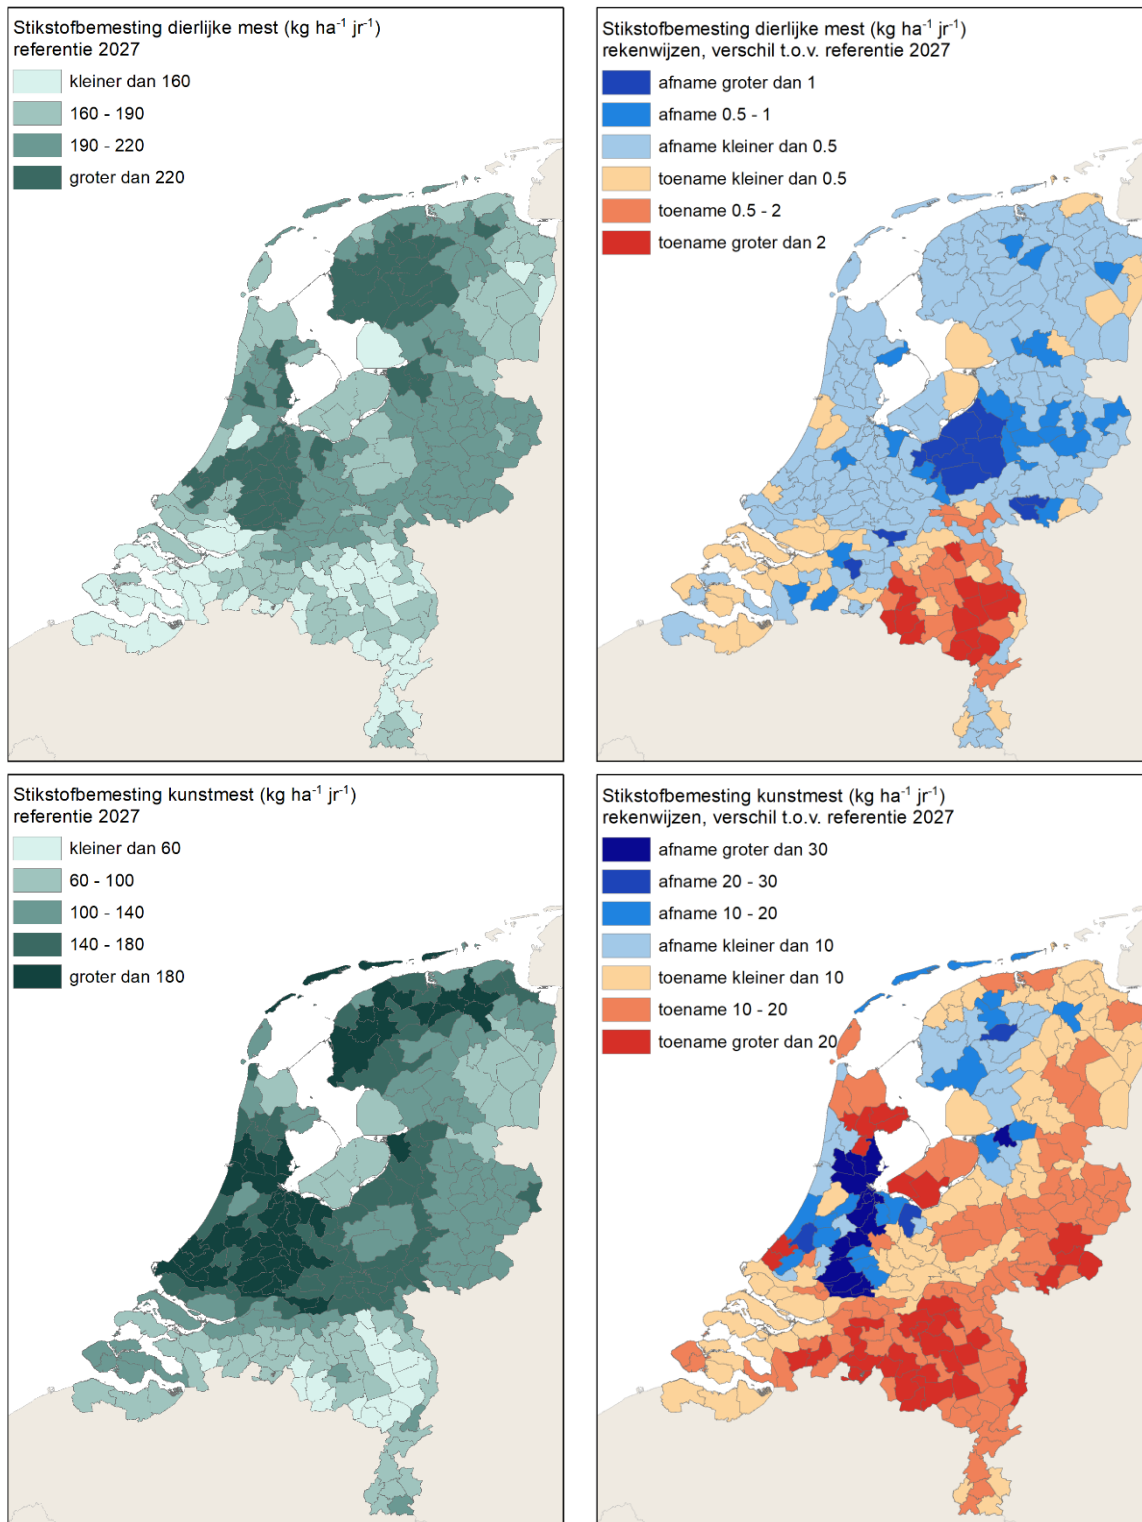 Stikstofbemesting dierlijke mest (kg ha⁻¹ jr⁻¹)
referentie 2027
kleiner dan 160
160 - 190
190 - 220
groter dan 220
Stikstofbemesting dierlijke mest (kg ha⁻¹ jr⁻¹)
rekenwijzen, verschil t.o.v. referentie 2027
afname groter dan 1
afname 0.5 - 1
afname kleiner dan 0.5
toename kleiner dan 0.5
toename 0.5 - 2
toename groter dan 2
Stikstofbemesting kunstmest (kg ha⁻¹ jr⁻¹)
referentie 2027
kleiner dan 60
60 - 100
100 - 140
140 - 180
groter dan 180
Stikstofbemesting kunstmest (kg ha⁻¹ jr⁻¹)
rekenwijzen, verschil t.o.v. referentie 2027
afname groter dan 30
afname 20 - 30
afname 10 - 20
afname kleiner dan 10
toename kleiner dan 10
toename 10 - 20
toename groter dan 20